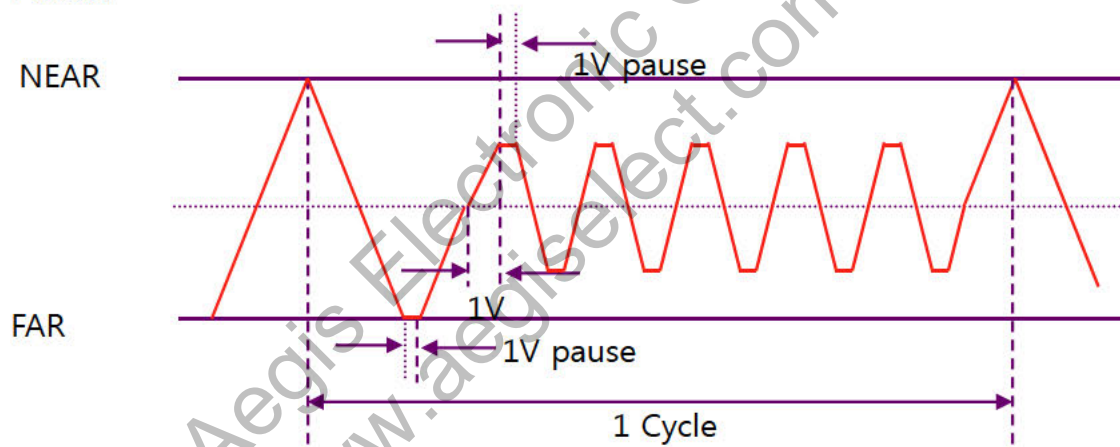 1V pause
NEAR
1V
FAR
1V pause
1 Cycle
Aegis Electronic
www.aegiselect.com